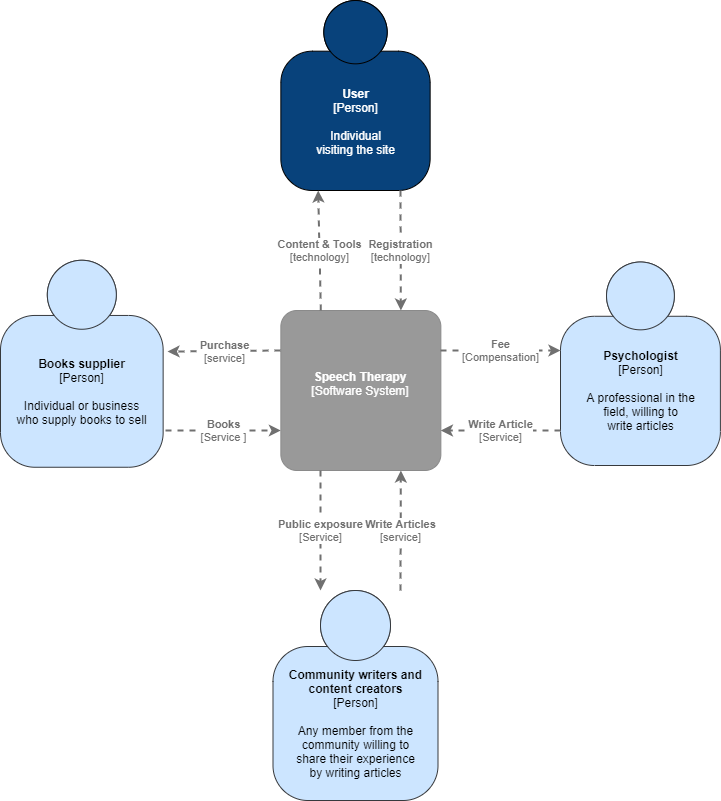 User
[Person]
Individual
visiting the site
Content & Tools
[technology]
Registration
[technology]
Books supplier
[Person]
Individual or business
who supply books to sell
Purchase
[service]
Books
[Service ]
Speech Therapy
[Software System]
Fee
[Compensation]
Write Article
[Service]
Psychologist
[Person]
A professional in the
field, willing to
write articles
Public exposure
[Service]
Write Articles
[service]
Community writers and
content creators
[Person]
Any member from the
community willing to
share their experience
by writing articles